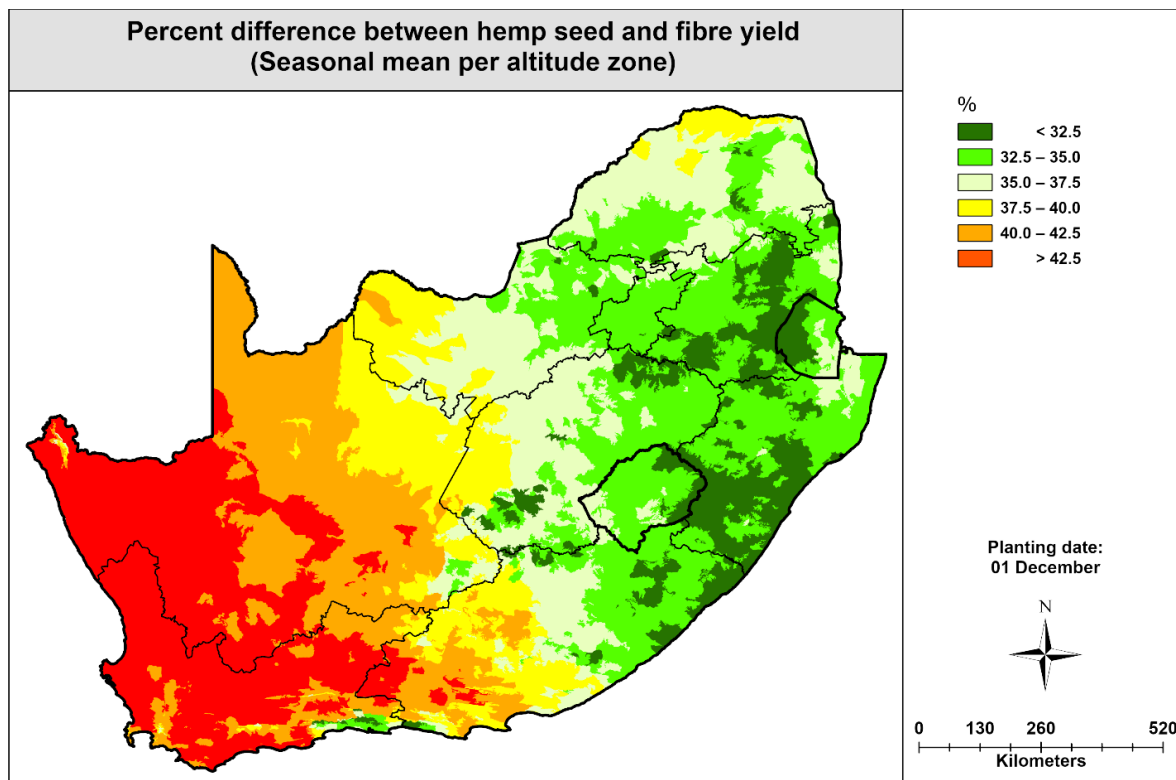 Percent difference between hemp seed and fibre yield
(Seasonal mean per altitude zone)
%
< 32.5
32.5 – 35.0
35.0 – 37.5
37.5 – 40.0
40.0 – 42.5
> 42.5
Planting date:
01 December
N
0 130 260 520
Kilometers